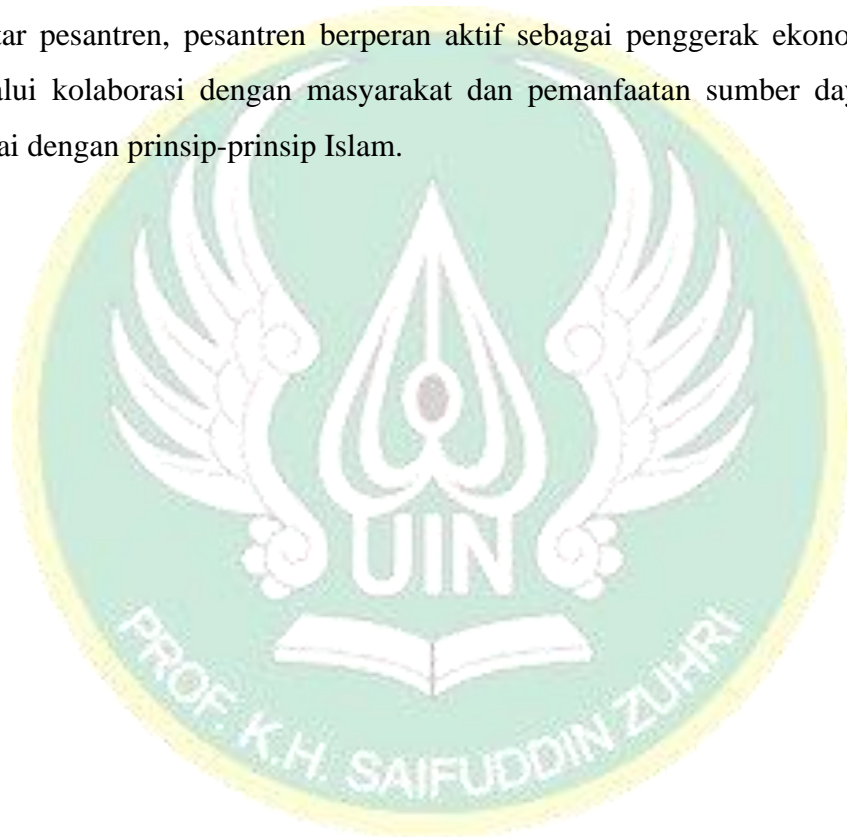 tar pesantren, pesantren berperan aktif sebagai penggerak ekono
alui kolaborasi dengan masyarakat dan pemanfaatan sumber day
ai dengan prinsip-prinsip Islam.
UIN
PROF. K.H. SAIFUDDIN ZUHRI